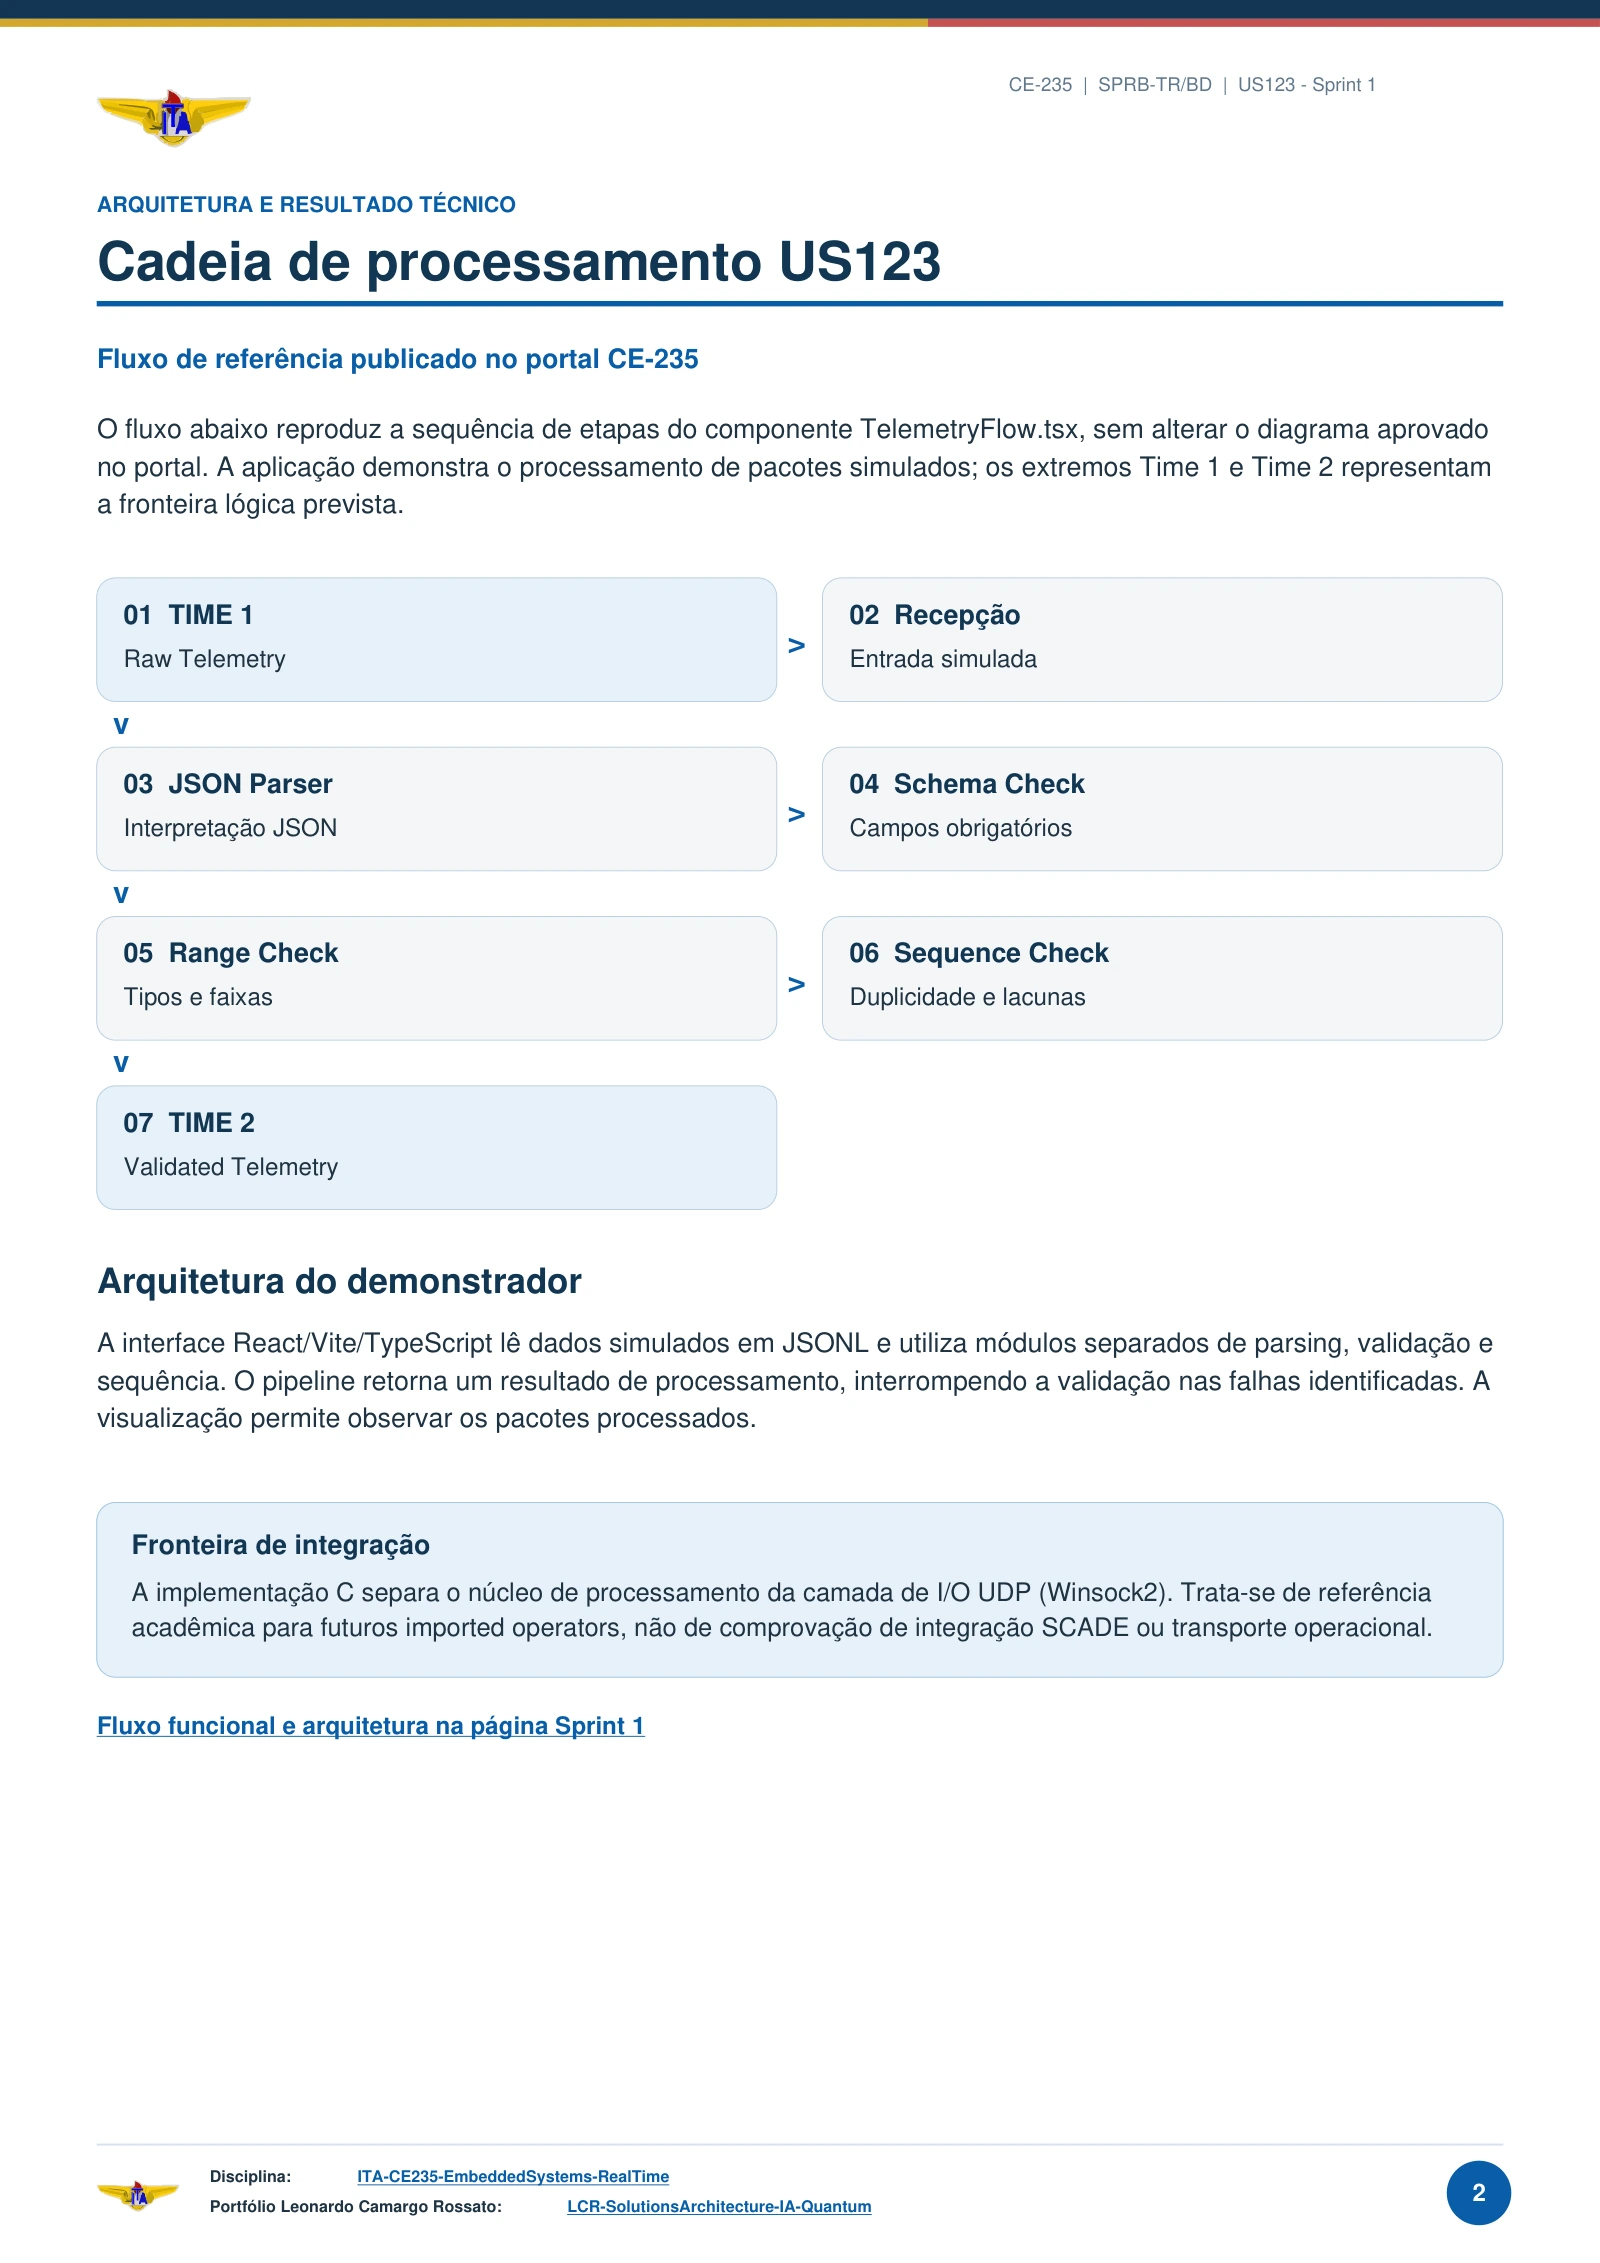 CE-235 | SPRB-TR/BD | US123 - Sprint 1
ITA
ARQUITETURA E RESULTADO TÉCNICO
Cadeia de processamento US123
Fluxo de referência publicado no portal CE-235
O fluxo abaixo reproduz a sequência de etapas do componente TelemetryFlow.tsx, sem alterar o diagrama aprovado
no portal. A aplicação demonstra o processamento de pacotes simulados; os extremos Time 1 e Time 2 representam
a fronteira lógica prevista.
01 TIME 1
Raw Telemetry
>
02 Recepção
Entrada simulada
v
03 JSON Parser
Interpretação JSON
>
04 Schema Check
Campos obrigatórios
v
05 Range Check
Tipos e faixas
>
06 Sequence Check
Duplicidade e lacunas
v
07 TIME 2
Validated Telemetry
Arquitetura do demonstrador
A interface React/Vite/TypeScript lê dados simulados em JSONL e utiliza módulos separados de parsing, validação e
sequência. O pipeline retorna um resultado de processamento, interrompendo a validação nas falhas identificadas. A
visualização permite observar os pacotes processados.
Fronteira de integração
A implementação C separa o núcleo de processamento da camada de I/O UDP (Winsock2). Trata-se de referência
acadêmica para futuros imported operators, não de comprovação de integração SCADE ou transporte operacional.
Fluxo funcional e arquitetura na página Sprint 1
ITA
Disciplina: ITA-CE235-EmbeddedSystems-RealTime
Portfólio Leonardo Camargo Rossato: LCR-SolutionsArchitecture-IA-Quantum
2